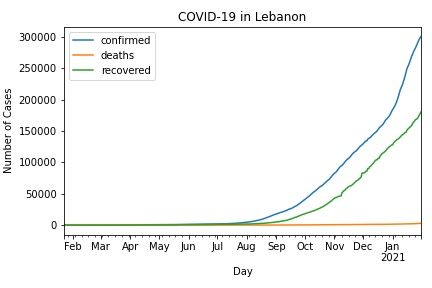 COVID-19 in Lebanon
confirmed
deaths
recovered
Number of Cases
300000
250000
200000
150000
100000
50000
0
Feb Mar Apr May Jun Jul Aug Sep Oct Nov Dec Jan
2021
Day